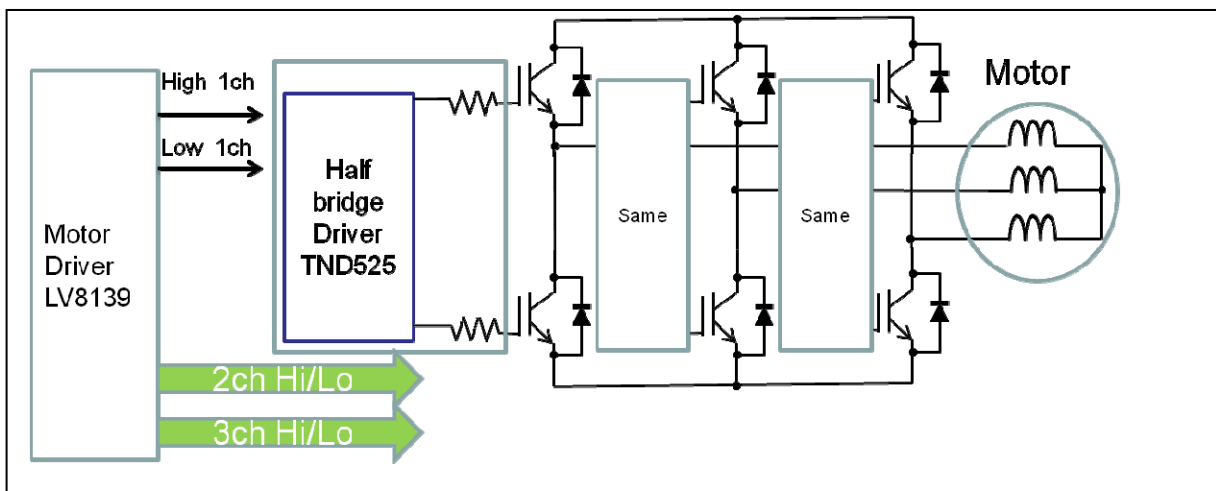 High 1ch
Low 1ch
Motor
Driver
LV8139
Half
bridge
Driver
TND525
Same
Same
Motor
2ch Hi/Lo
3ch Hi/Lo